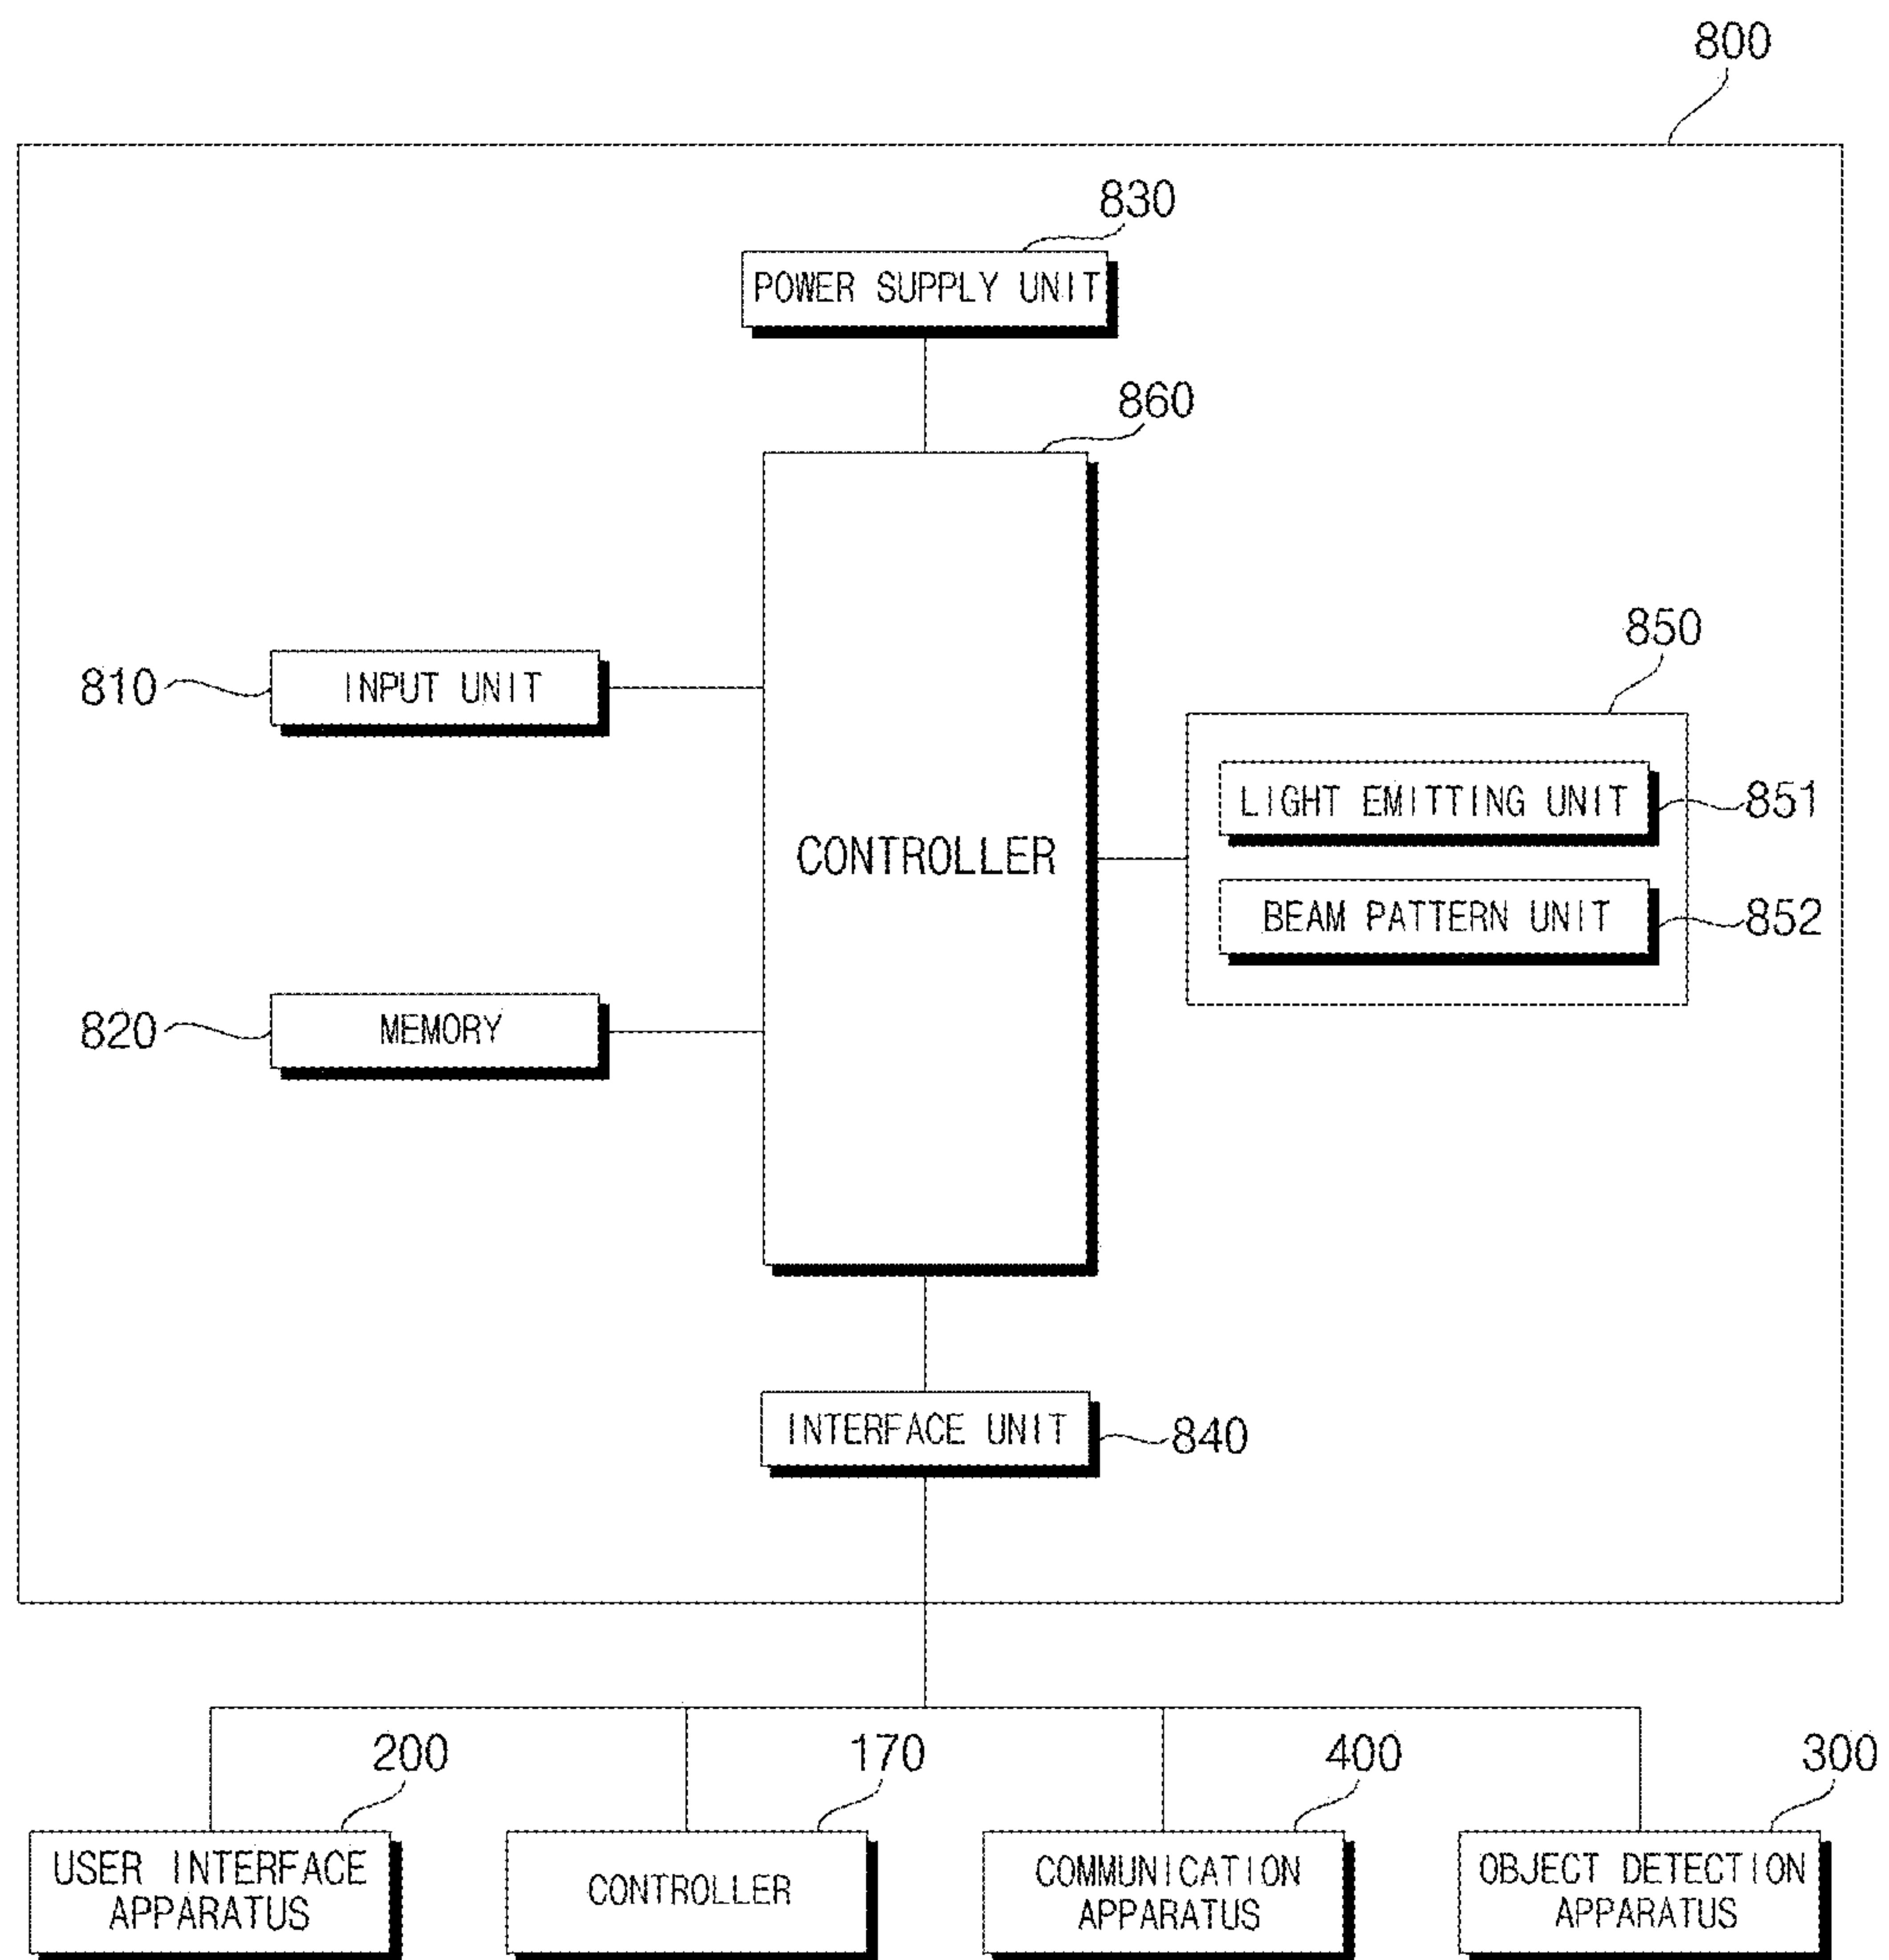 800
830
POWER SUPPLY UNIT
860
850
810
INPUT UNIT
LIGHT EMITTING UNIT
851
CONTROLLER
BEAM PATTERN UNIT
852
820
MEMORY
INTERFACE UNIT
840
200
170
400
300
USER INTERFACE
APPARATUS
CONTROLLER
COMMUNICATION
APPARATUS
OBJECT DETECTION
APPARATUS